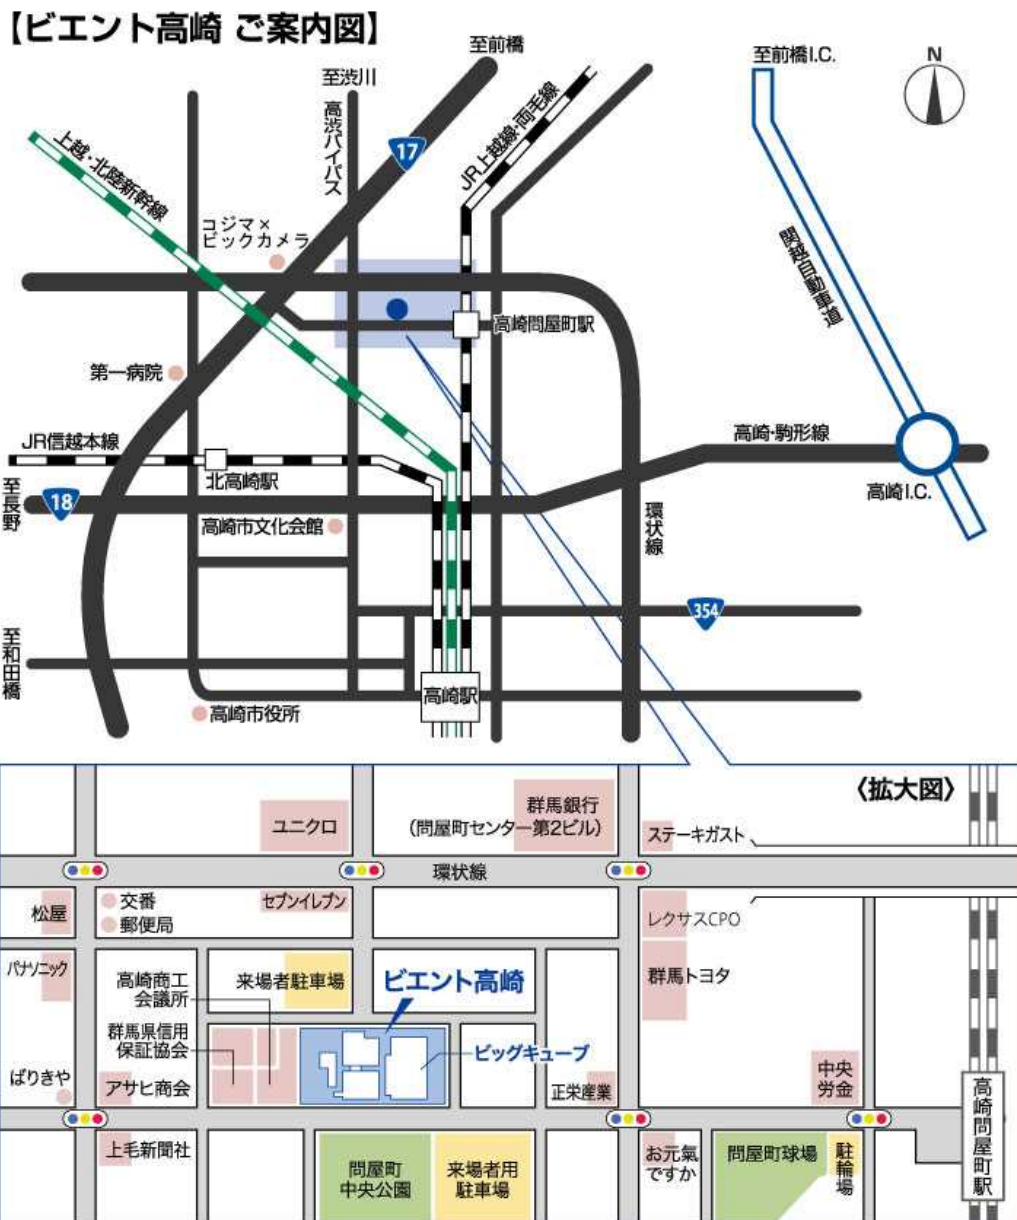 【ビエント高崎 ご案内図】
至前橋
至渋川
至前橋I.C.
N
高渋バイパス
17
JR上越線・両毛線
上越・北陸新幹線
コジマ×
ビックカメラ
関越自動車道
高崎問屋町駅
第一病院
JR信越本線
高崎・駒形線
北高崎駅
至長野
18
高崎I.C.
高崎市文化会館
環状線
354
至和田橋
高崎駅
高崎市役所
〈拡大図〉
ユニクロ
群馬銀行
（問屋町センター第2ビル）
ステーキガスト
環状線
松屋
交番
郵便局
セブンイレブン
レクサスCPO
パナソニック
高崎商工
会議所
来場者駐車場
ビエント高崎
群馬トヨタ
群馬県信用
保証協会
ビッグキューブ
ばりきや
アサヒ商会
正栄産業
中央
労金
高崎問屋町駅
上毛新聞社
問屋町
中央公園
来場者用
駐車場
お元氣
ですか
問屋町球場
駐輪場